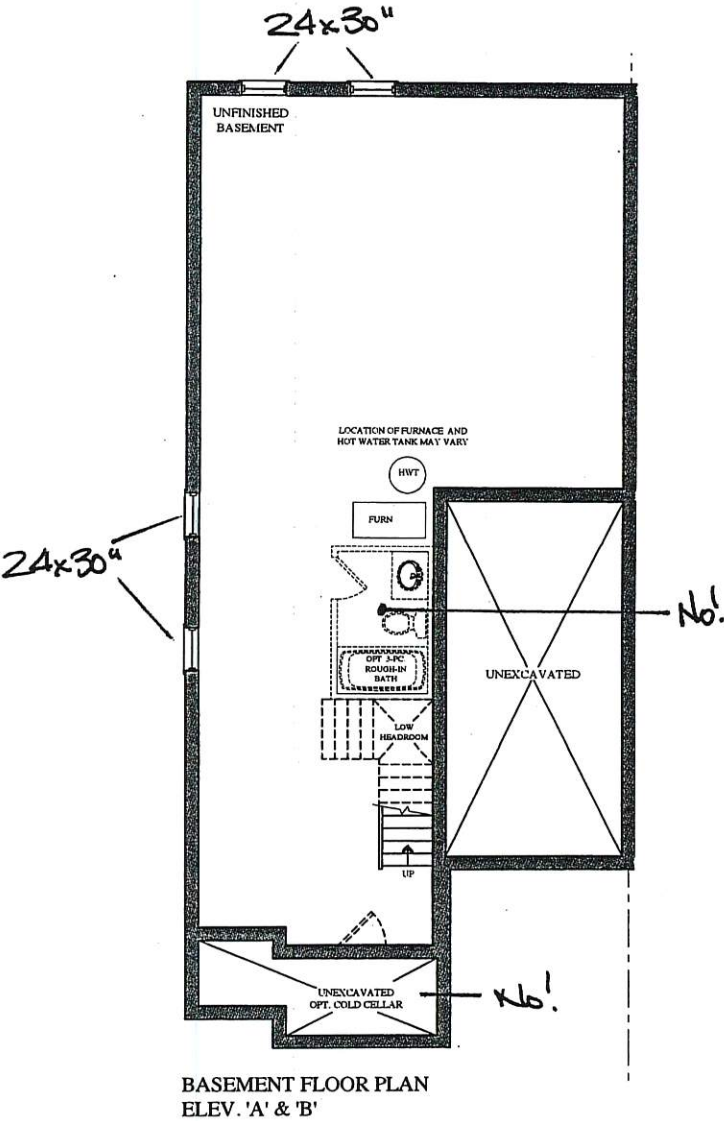 24x30"
UNFINISHED
BASEMENT
LOCATION OF FURNACE AND
HOT WATER TANK MAY VARY
HWT
FURN
24x30"
No!
OPT 3-PC
ROUGH-IN
BATH
UNEXCAVATED
LOW
HEADROOM
UP
UNEXCAVATED
OPT. COLD CELLAR
No!
BASEMENT FLOOR PLAN
ELEV. 'A' & 'B'